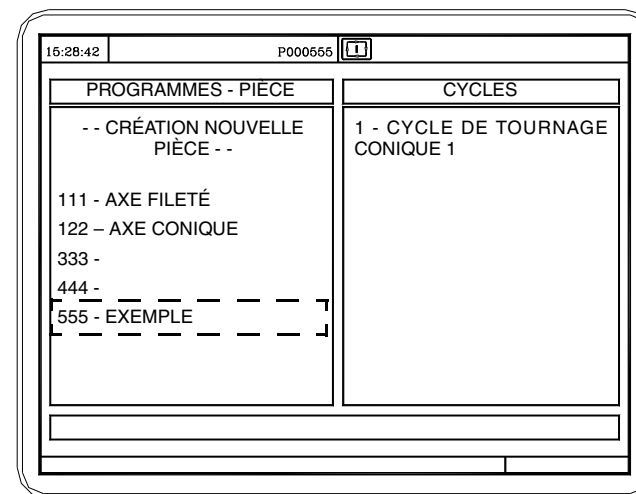 15:28:42
P000555
PROGRAMMES - PIÈCE
- - CRÉATION NOUVELLE
PIÈCE - -
111 - AXE FILETÉ
122 – AXE CONIQUE
333 -
444 -
555 - EXEMPLE
CYCLES
1 - CYCLE DE TOURNAGE
CONIQUE 1